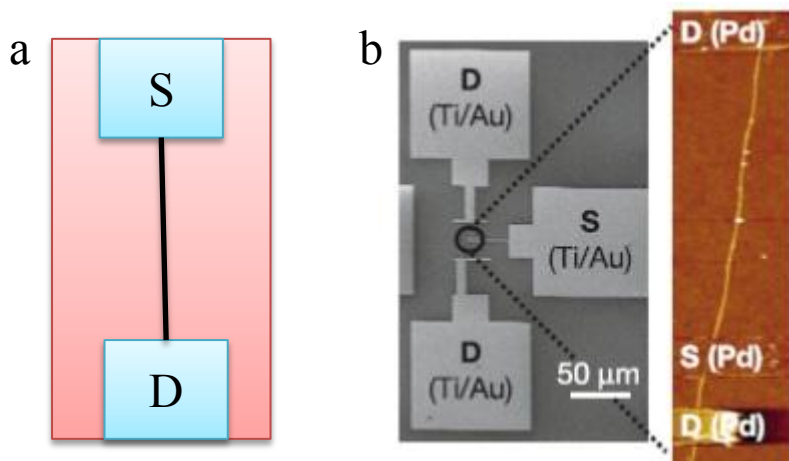 a
S
D
b
D
(Ti/Au)
S
(Ti/Au)
D
(Ti/Au)
50 μm
D (Pd)
S (Pd)
D (Pd)